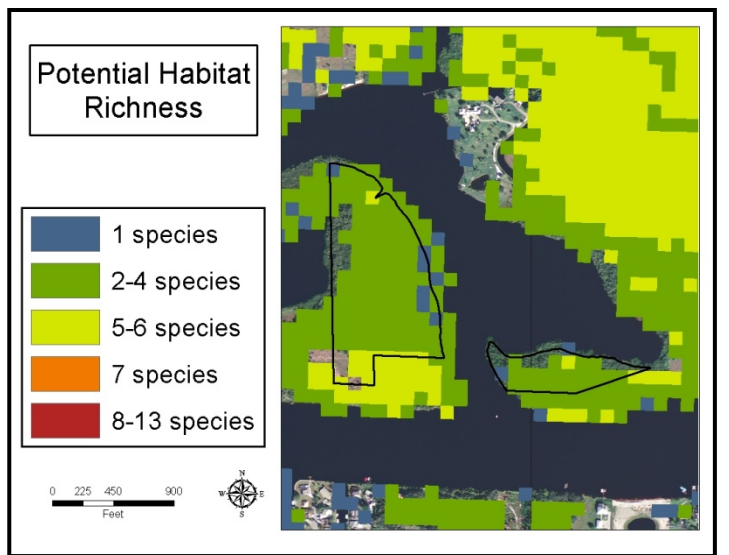 Potential Habitat
Richness
1 species
2-4 species
5-6 species
7 species
8-13 species
0 225 450 900
Feet
N
W E
S